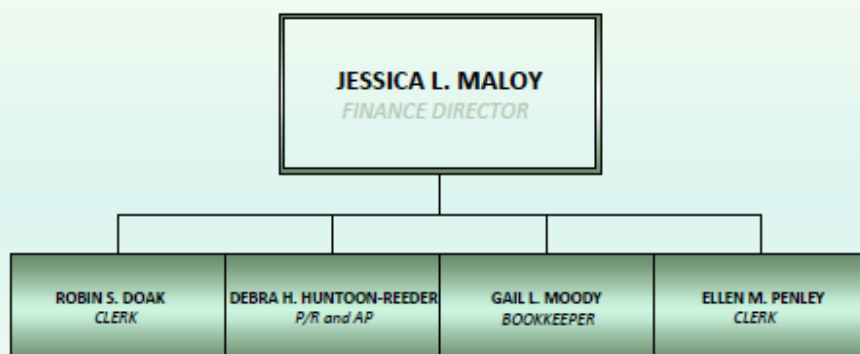 JESSICA L. MALOY
FINANCE DIRECTOR
ROBIN S. DOAK
CLERK
DEBRA H. HUNTOON-REEDER
P/R and AP
GAIL L. MOODY
BOOKKEEPER
ELLEN M. PENLEY
CLERK